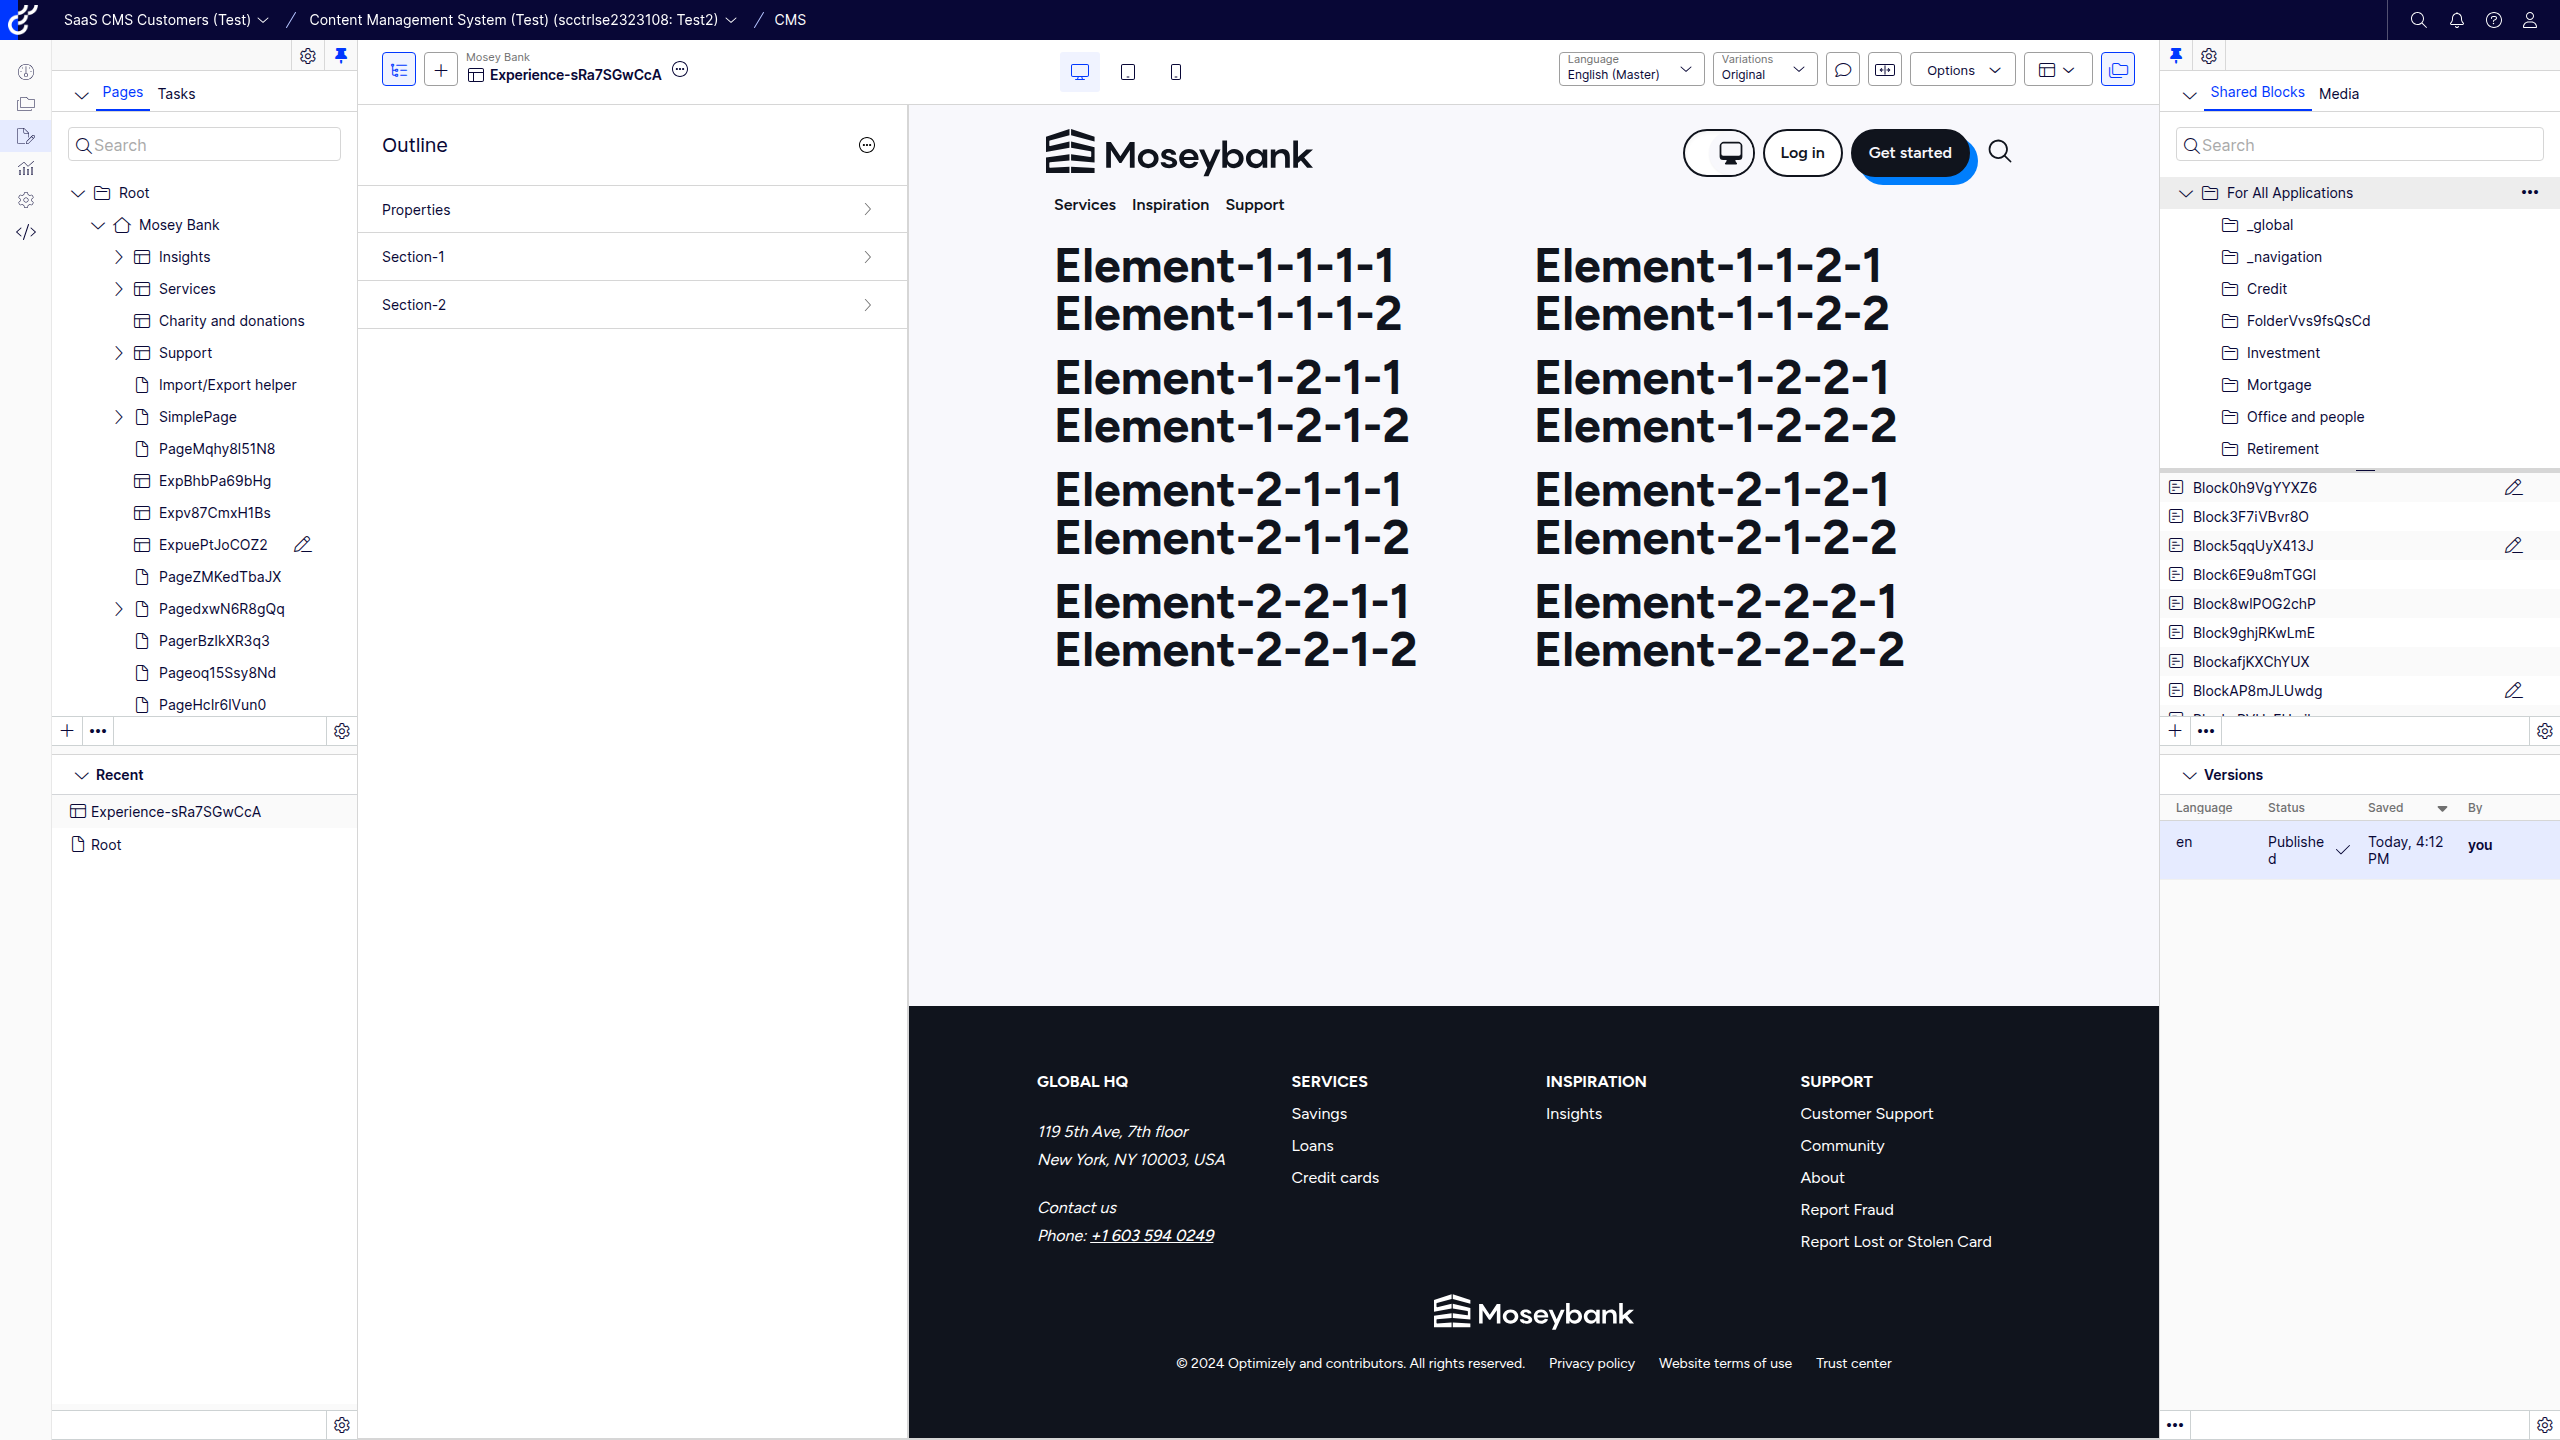 SaaS CMS Customers (Test) / Content Management System (Test) (scctrlse2323108: Test2) / CMS
Pages Tasks
Search
Root
Mosey Bank
Insights
Services
Charity and donations
Support
Import/Export helper
SimplePage
PageMqhy8I51N8
ExpBhbPa69bHg
Expv87CmxH1Bs
ExpuePtJoCOZ2
PageZMKedTbaJX
PagedxwN6R8gQq
PagerBzIkXR3q3
Pageoq15Ssy8Nd
PageHcIr6lVun0
Recent
Experience-sRa7SGwCcA
Root
Mosey Bank
Experience-sRa7SGwCcA
Language
English (Master)
Variations
Original
Options
Outline
Properties
Section-1
Section-2
Moseybank
Log in
Get started
Services Inspiration Support
Element-1-1-1-1
Element-1-1-1-2
Element-1-1-2-1
Element-1-1-2-2
Element-1-2-1-1
Element-1-2-1-2
Element-1-2-2-1
Element-1-2-2-2
Element-2-1-1-1
Element-2-1-1-2
Element-2-1-2-1
Element-2-1-2-2
Element-2-2-1-1
Element-2-2-1-2
Element-2-2-2-1
Element-2-2-2-2
GLOBAL HQ
119 5th Ave, 7th floor
New York, NY 10003, USA
Contact us
Phone: +1 603 594 0249
SERVICES
Savings
Loans
Credit cards
INSPIRATION
Insights
SUPPORT
Customer Support
Community
About
Report Fraud
Report Lost or Stolen Card
Moseybank
© 2024 Optimizely and contributors. All rights reserved. Privacy policy Website terms of use Trust center
Shared Blocks Media
Search
For All Applications
_global
_navigation
Credit
FolderVvs9fsQsCd
Investment
Mortgage
Office and people
Retirement
Block0h9VgYYXZ6
Block3F7iVBvr8O
Block5qqUyX413J
Block6E9u8mTGGl
Block8wIPOG2chP
Block9ghjRKwLmE
BlockafjKXChYUX
BlockAP8mJLUwdg
Versions
Language Status Saved By
en Publishe Today, 4:12 you
d PM